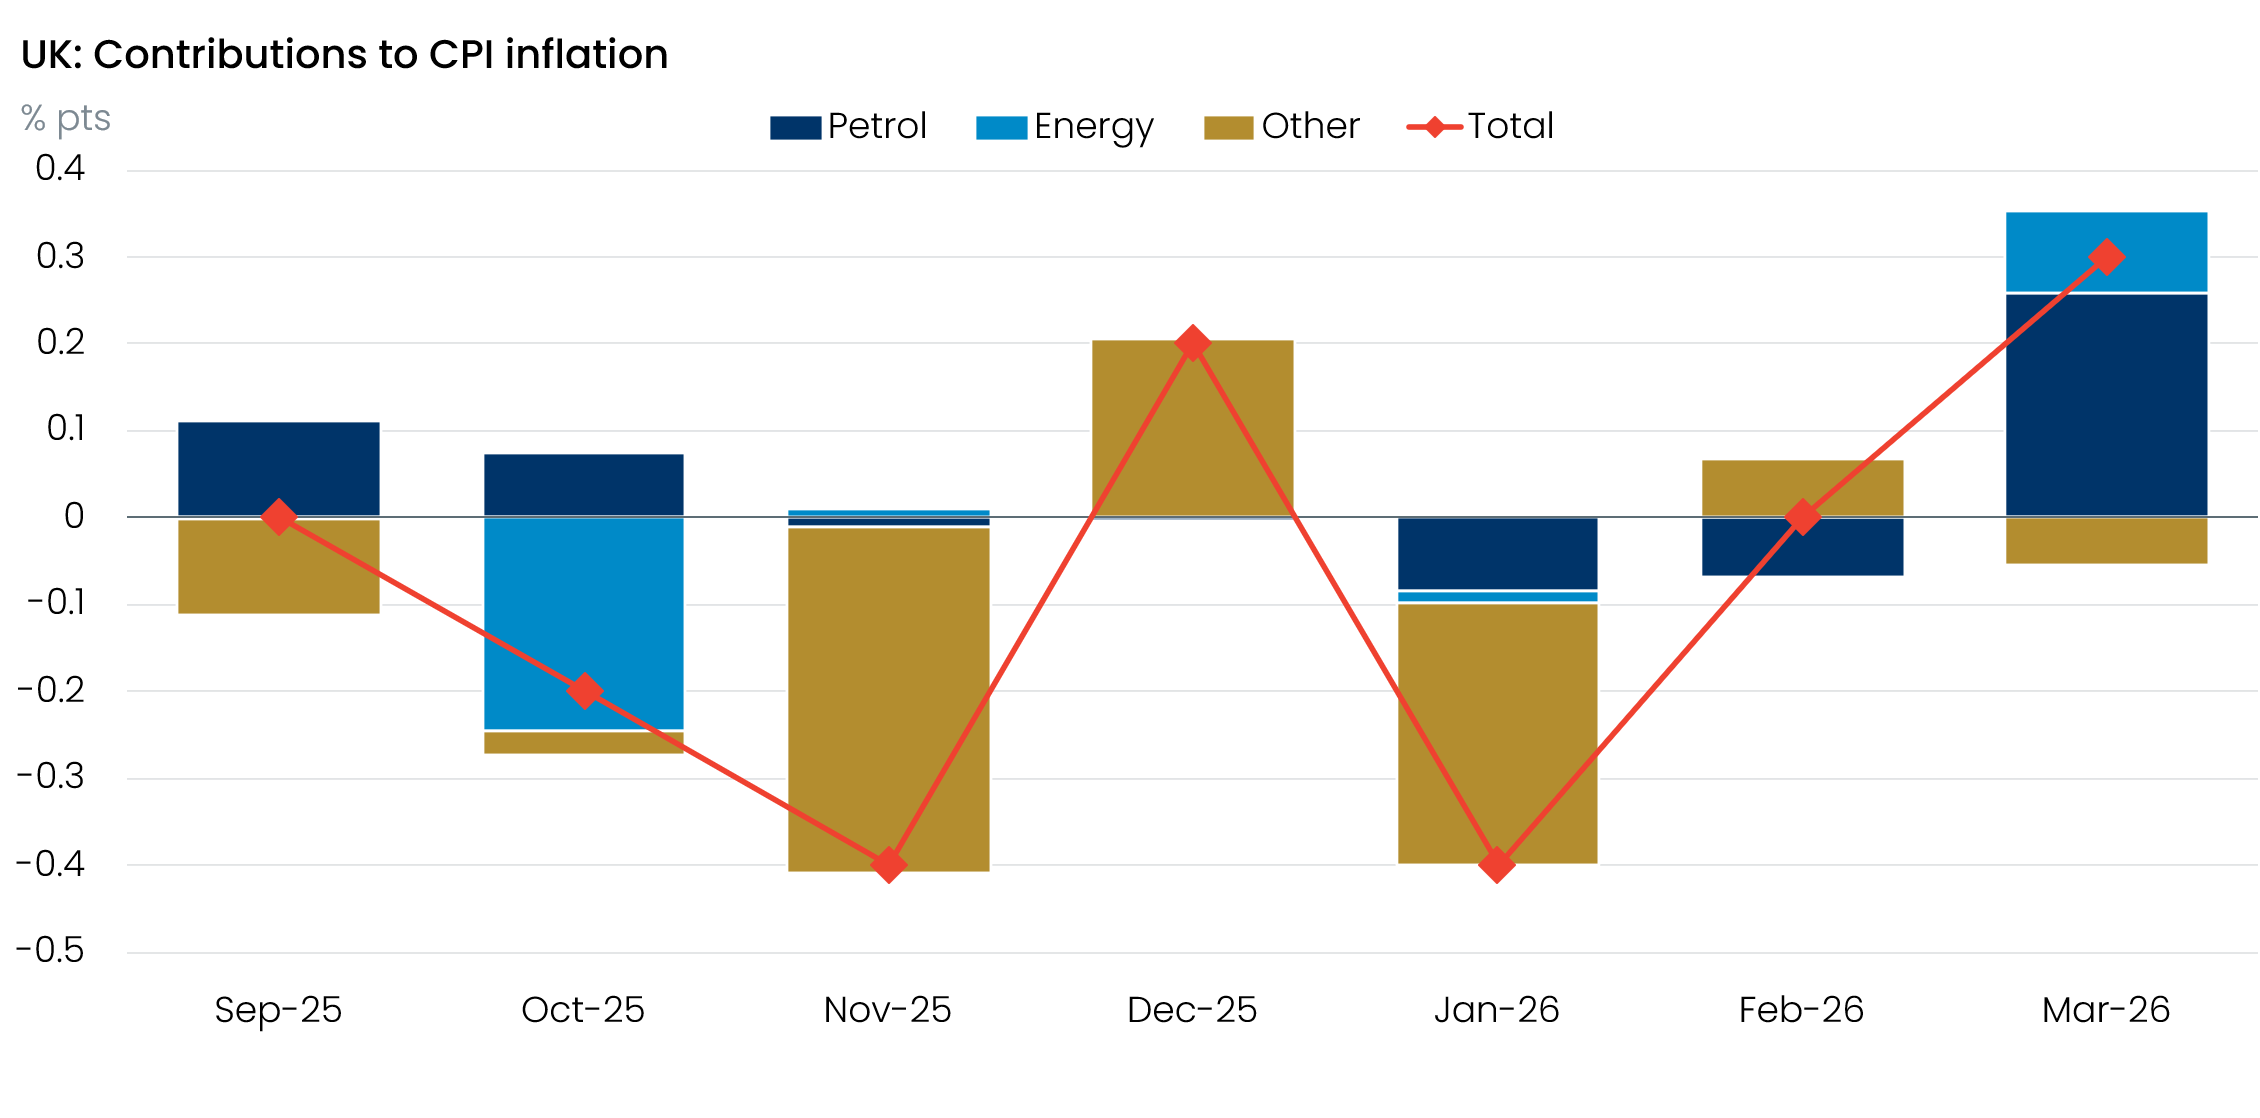 UK: Contributions to CPI inflation
% pts
Petrol Energy Other Total
0.4
0.3
0.2
0.1
0
-0.1
-0.2
-0.3
-0.4
-0.5
Sep-25 Oct-25 Nov-25 Dec-25 Jan-26 Feb-26 Mar-26